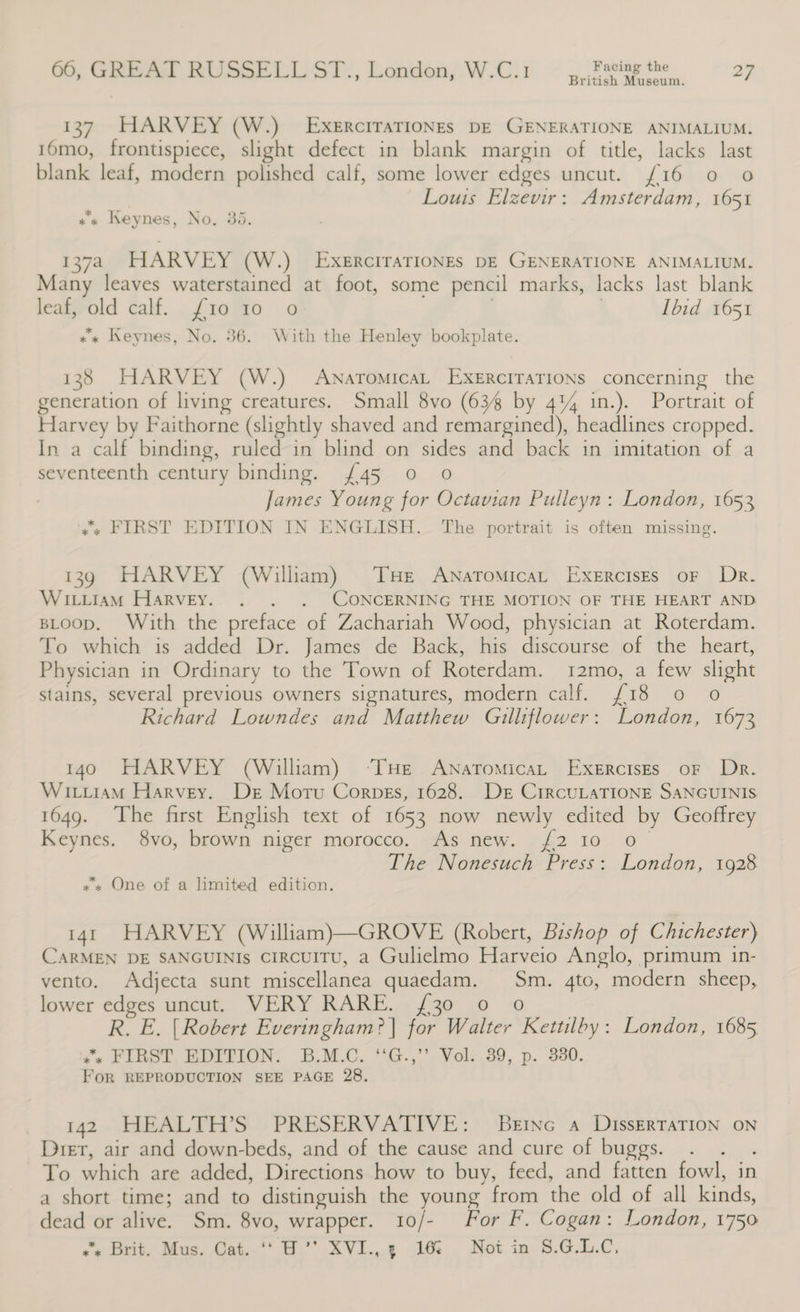 66, GREAT RUSSELL ST., London, W.C.1 Facing the British Museum. 27
137 HARVEY (W.) Exercitationes de Generatione animalium.
16mo, frontispiece, slight defect in blank margin of title, lacks last
blank leaf, modern polished calf, some lower edges uncut. £16 0 0
Louis Elzevir: Amsterdam, 1651
⁂ Keynes, No. 35.
137a HARVEY (W.) Exercitationes de Generatione animalium.
Many leaves waterstained at foot, some pencil marks, lacks last blank
leaf, old calf. £10 10 0 Ibid 1651
⁂ Keynes, No. 36. With the Henley bookplate.
138 HARVEY (W.) Anatomical Exercitations concerning the
generation of living creatures. Small 8vo (6⅜ by 4¼ in.). Portrait of
Harvey by Faithorne (slightly shaved and remargined), headlines cropped.
In a calf binding, ruled in blind on sides and back in imitation of a
seventeenth century binding. £45 0 0
James Young for Octavian Pulleyn: London, 1653
⁂ FIRST EDITION IN ENGLISH. The portrait is often missing.
139 HARVEY (William) The Anatomical Exercises of Dr.
William Harvey. . . . Concerning the motion of the heart and
bloop. With the preface of Zachariah Wood, physician at Roterdam.
To which is added Dr. James de Back, his discourse of the heart,
Physician in Ordinary to the Town of Roterdam. 12mo, a few slight
stains, several previous owners signatures, modern calf. £18 0 0
Richard Lowndes and Matthew Gilliflower: London, 1673
140 HARVEY (William) The Anatomical Exercises of Dr.
William Harvey. De Motu Cordes, 1628. De Circulatione Sanguinis
1649. The first English text of 1653 now newly edited by Geoffrey
Keynes. 8vo, brown niger morocco. As new. £2 10 0
The Nonesuch Press: London, 1928
⁂ One of a limited edition.
141 HARVEY (William)—GROVE (Robert, Bishop of Chichester)
Carmen de sanguinis circuitu, a Gulielmo Harveio Anglo, primum in-
vento. Adjecta sunt miscellanea quaedam. Sm. 4to, modern sheep,
lower edges uncut. VERY RARE. £30 0 0
R. E. [Robert Everingham?] for Walter Kettilby: London, 1685
⁂ FIRST EDITION. B.M.C. “G.,” Vol. 39, p. 330.
For reproduction see page 28.
142 HEALTH’S PRESERVATIVE: Being a Dissertation on
Diet, air and down-beds, and of the cause and cure of buggs. . . .
To which are added, Directions how to buy, feed, and fatten fowl, in
a short time; and to distinguish the young from the old of all kinds,
dead or alive. Sm. 8vo, wrapper. 10/- For F. Cogan: London, 1750
⁂ Brit. Mus. Cat. “H” XVI., Not in S.G.L.C.